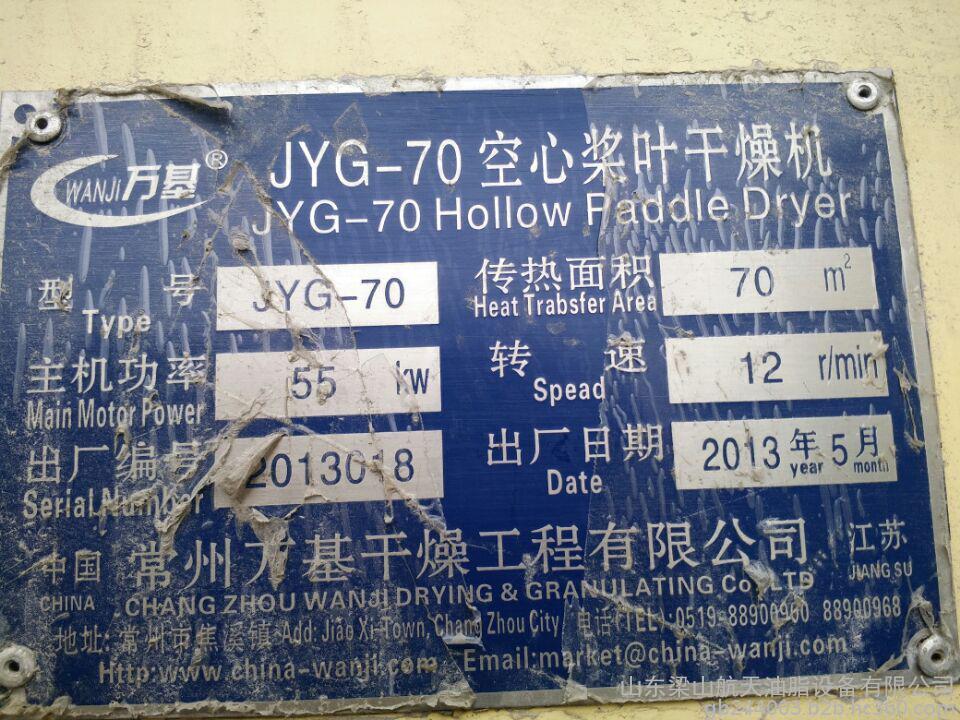 WANJI万基®
JYG-70 空心桨叶干燥机
JYG-70 Hollow Paddle Dryer
型号 JYG-70 传热面积 70 m²
Type Heat Trabsfer Area
主机功率 55 kw 转速 12 r/min
Main Motor Power Spead
出厂编号 2013018 出厂日期 2013年5月
Serial Number Date year month
中国 常州万基干燥工程有限公司 江苏
CHINA CHANG ZHOU WANJI DRYING & GRANULATING Co., LTD JIANG SU
地址: 常州市焦溪镇 Add: Jiao Xi Town, Chang Zhou City 电话(TEL): 0519-88900900 88900968
Http:www.china-wanji.com Email:market@china-wanji.com
山东梁山航天油脂设备有限公司
gb243003.b2b.hc360.com